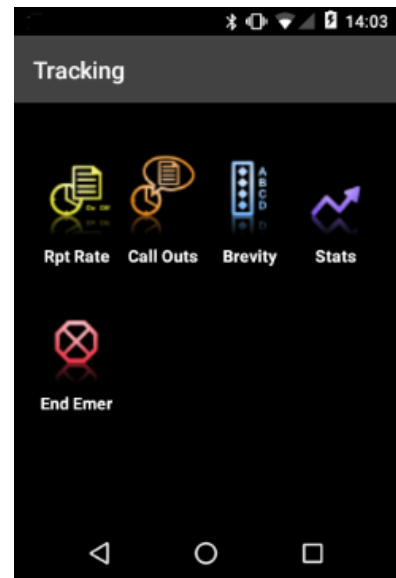 14:03
Tracking
A
B
C
D
Rpt Rate Call Outs Brevity Stats
End Emer